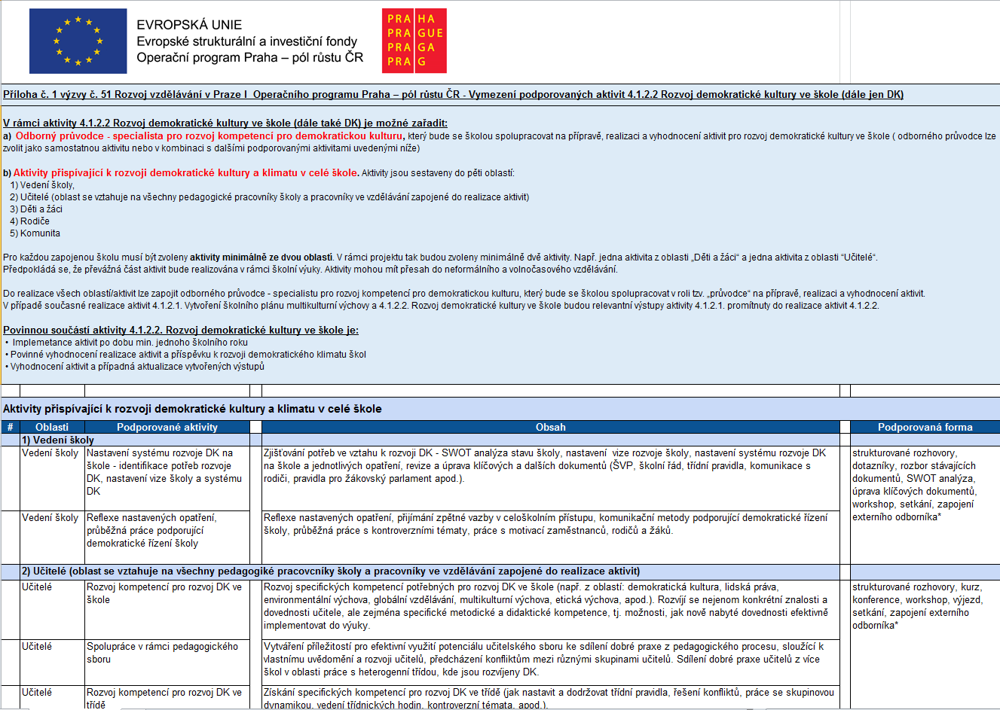 EVROPSKÁ UNIE
Evropské strukturální a investiční fondy
Operační program Praha – pól růstu ČR
PRA HA
PRA GUE
PRA GA
PRA G
Příloha č. 1 výzvy č. 51 Rozvoj vzdělávání v Praze I  Operačního programu Praha – pól růstu ČR - Vymezení podporovaných aktivit 4.1.2.2 Rozvoj demokratické kultury ve škole (dále jen DK)
V rámci aktivity 4.1.2.2 Rozvoj demokratické kultury ve škole (dále také DK) je možné zařadit:
a)  Odborný průvodce - specialista pro rozvoj kompetencí pro demokratickou kulturu, který bude se školou spolupracovat na přípravě, realizaci a vyhodnocení aktivit pro rozvoj demokratické kultury ve škole ( odborného průvodce lze
zvolit jako samostatnou aktivitu nebo v kombinaci s dalšími podporovanými aktivitami uvedenými níže)
b) Aktivity přispívající k rozvoji demokratické kultury a klimatu v celé škole. Aktivity jsou sestaveny do pěti oblastí:
1) Vedení školy,
2) Učitelé (oblast se vztahuje na všechny pedagogické pracovníky školy a pracovníky ve vzdělávání zapojené do realizace aktivit)
3) Děti a žáci
4) Rodiče
5) Komunita
Pro každou zapojenou školu musí být zvoleny aktivity minimálně ze dvou oblastí. V rámci projektu tak budou zvoleny minimálně dvě aktivity. Např. jedna aktivita z oblasti „Děti a žáci“ a jedna aktivita z oblasti “Učitelé“.
Předpokládá se, že převážná část aktivit bude realizována v rámci školní výuky. Aktivity mohou mít přesah do neformálního a volnočasového vzdělávání.
Do realizace všech oblastí/aktivit lze zapojit odborného průvodce - specialistu pro rozvoj kompetencí pro demokratickou kulturu, který bude se školou spolupracovat v roli tzv. „průvodce“ na přípravě, realizaci a vyhodnocení aktivit.
V případě současné realizace aktivit 4.1.2.1. Vytvoření školního plánu multikulturní výchovy a 4.1.2.2. Rozvoj demokratické kultury ve škole budou relevantní výstupy aktivity 4.1.2.1. promítnuty do realizace aktivit 4.1.2.2.
Povinnou součástí aktivity 4.1.2.2. Rozvoj demokratické kultury ve škole je:
•  Implemetance aktivit po dobu min. jednoho školního roku
• Povinné vyhodnocení realizace aktivit a příspěvku k rozvoji demokratického klimatu škol
• Vyhodnocení aktivit a případná aktualizace vytvořených výstupů
Aktivity přispívající k rozvoji demokratické kultury a klimatu v celé škole
# Oblasti Podporované aktivity Obsah Podporovaná forma
1) Vedení školy
Vedení školy
Nastavení systému rozvoje DK na
škole - identifikace potřeb rozvoje
DK, nastavení vize školy a systému
DK
Zjišťování potřeb ve vztahu k rozvoji DK - SWOT analýza stavu školy, nastavení  vize rozvoje školy, nastavení systému rozvoje DK
na škole a jednotlivých opatření, revize a úprava klíčových a dalších dokumentů (ŠVP, školní řád, třídní pravidla, komunikace s
rodiči, pravidla pro žákovský parlament apod.).
strukturované rozhovory,
dotazníky, rozbor stávajících
dokumentů, SWOT analýza,
úprava klíčových dokumentů,
workshop, setkání, zapojení
externího odborníka*
Vedení školy
Reflexe nastavených opatření,
průběžná práce podporující
demokratické řízení školy
Reflexe nastavených opatření, přijímání zpětné vazby v celoškolním přístupu, komunikační metody podporující demokratické řízení
školy, průběžná práce s kontroverzními tématy, práce s motivací zaměstnanců, rodičů a žáků.
2) Učitelé (oblast se vztahuje na všechny pedagogiké pracovcníky školy a pracovníky ve vzdělávání zapojené do realizace aktivit)
Učitelé
Rozvoj kompetencí pro rozvoj DK ve
škole
Rozvoj specifických kompetencí potřebných pro rozvoj DK ve škole (např. z oblastí: demokratická kultura, lidská práva,
environmentální výchova, globální vzdělávání, multikulturní výchova, etická výchova, apod.). Rozvíjí se nejenom konkrétní znalosti a
dovednosti učitele, ale zejména specifické metodické a didaktické kompetence, tj. možnosti, jak nově nabyté dovednosti efektivně
implementovat do výuky.
strukturované rozhovory, kurz,
konference, workshop, výjezd,
setkání, zapojení externího
odborníka*
Učitelé
Spolupráce v rámci pedagogického
sboru
Vytváření příležitostí pro efektivní využití potenciálu učitelského sboru ke sdílení dobré praxe z pedagogického procesu, sloužící k
vlastnímu uvědomění a rozvoji učitelů, předcházení konfliktům mezi různými skupinami učitelů. Sdílení dobré praxe učitelů z více
škol v oblasti práce s heterogenní třídou, kde jsou rozvíjeny DK.
Učitelé
Rozvoj kompetencí pro rozvoj DK ve
třídě
Získání specifických kompetencí pro rozvoj DK ve třídě (jak nastavit a dodržovat třídní pravidla, řešení konfliktů, práce se skupinovou
dynamikou, vedení třídnických hodin, kontroverzní témata, apod.).